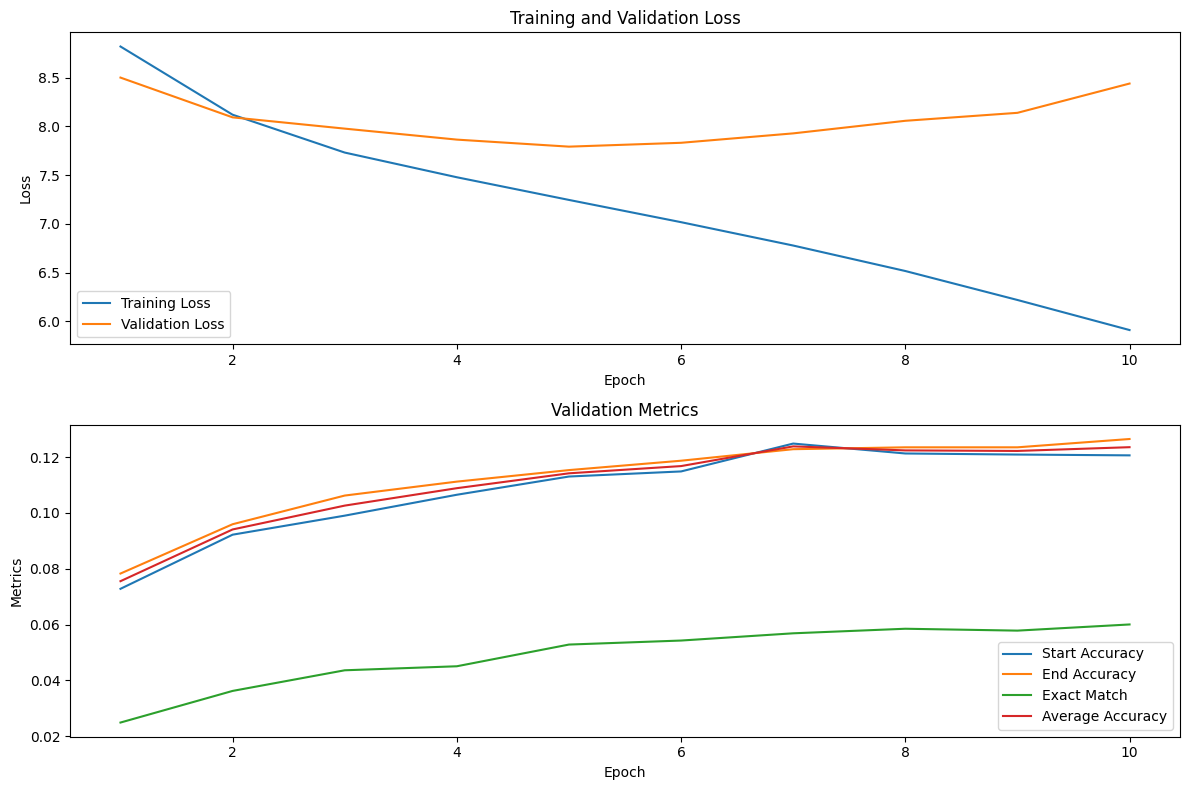 Training and Validation Loss
8.5
8.0
7.5
7.0
6.5
6.0
Loss
Training Loss
Validation Loss
2 4 6 8 10
Epoch
Validation Metrics
0.12
0.10
0.08
0.06
0.04
0.02
Metrics
Start Accuracy
End Accuracy
Exact Match
Average Accuracy
2 4 6 8 10
Epoch